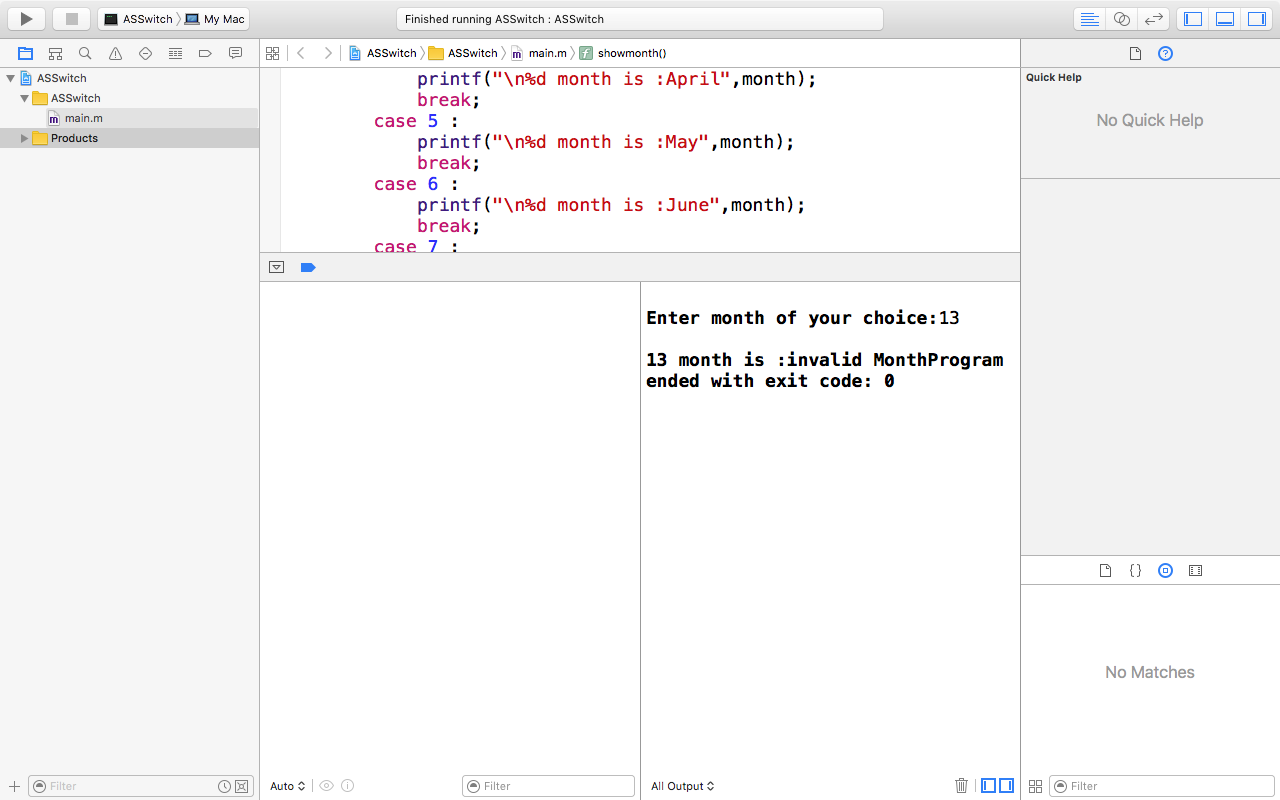 ASSwitch
My Mac
Finished running ASSwitch : ASSwitch
ASSwitch
ASSwitch
main.m
Products
ASSwitch
ASSwitch
main.m
showmonth()
printf("\n%d month is :April",month);
break;
case 5 :
printf("\n%d month is :May",month);
break;
case 6 :
printf("\n%d month is :June",month);
break;
case 7 :
Enter month of your choice:13
13 month is :invalid MonthProgram
ended with exit code: 0
Quick Help
No Quick Help
No Matches
Filter
Auto
Filter
All Output
Filter